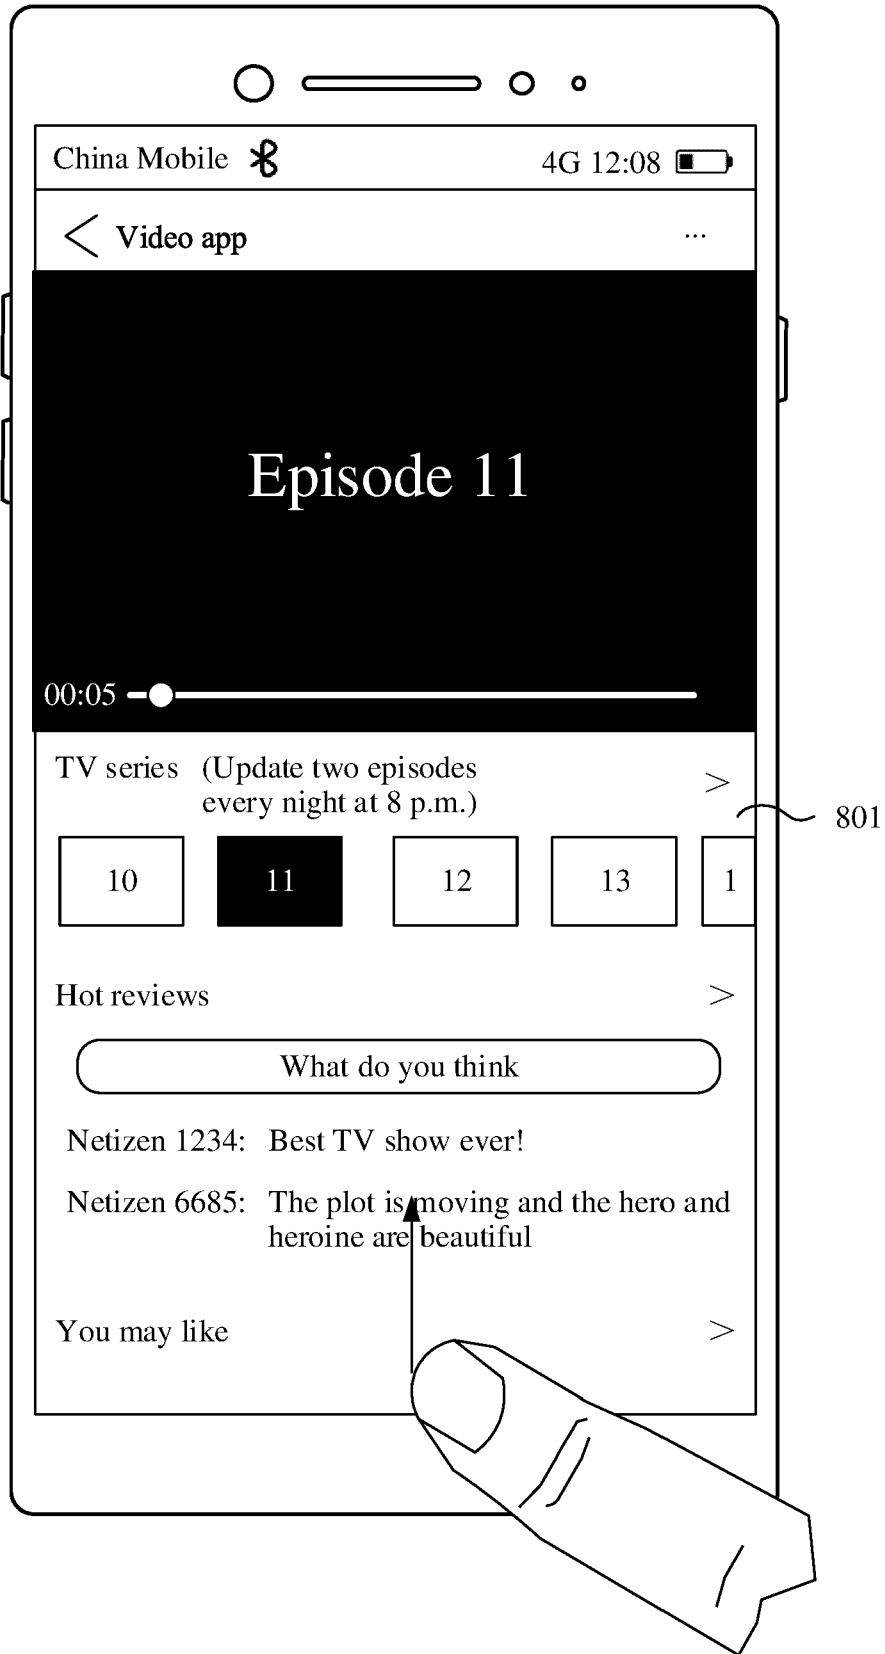 China Mobile 4G 12:08
Video app ...
Episode 11
00:05
TV series (Update two episodes
every night at 8 p.m.) >
801
10 11 12 13 1
Hot reviews >
What do you think
Netizen 1234: Best TV show ever!
Netizen 6685: The plot is moving and the hero and
heroine are beautiful
You may like >